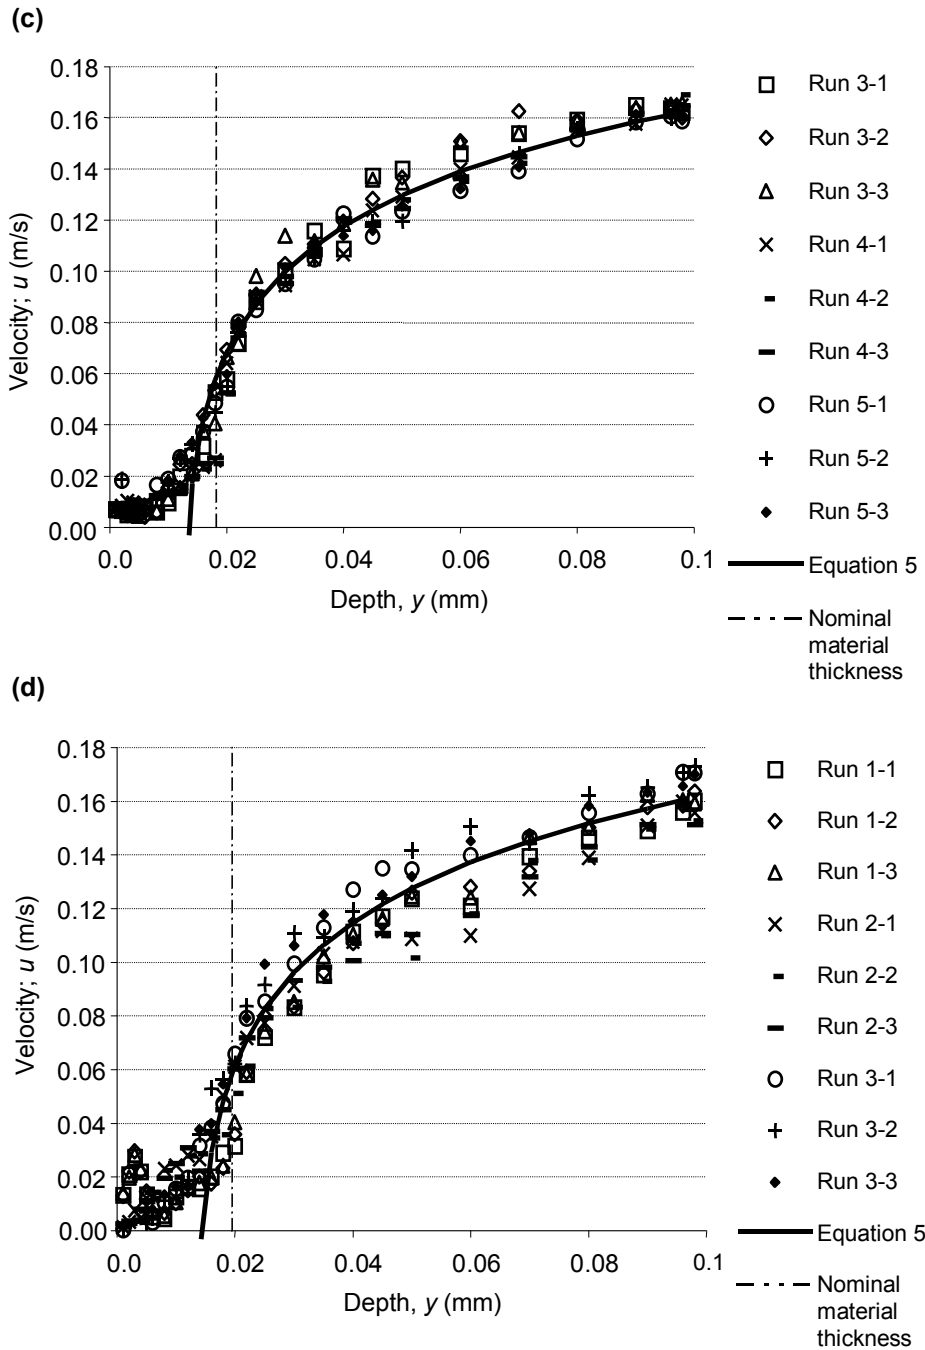 (c)
0.18
0.16
0.14
0.12
0.10
0.08
0.06
0.04
0.02
0.00
Velocity; u (m/s)
0.0 0.02 0.04 0.06 0.08 0.1
Depth, y (mm)
Run 3-1
Run 3-2
Run 3-3
Run 4-1
Run 4-2
Run 4-3
Run 5-1
Run 5-2
Run 5-3
Equation 5
Nominal
material
thickness
(d)
0.18
0.16
0.14
0.12
0.10
0.08
0.06
0.04
0.02
0.00
Velocity; u (m/s)
0.0 0.02 0.04 0.06 0.08 0.1
Depth, y (mm)
Run 1-1
Run 1-2
Run 1-3
Run 2-1
Run 2-2
Run 2-3
Run 3-1
Run 3-2
Run 3-3
Equation 5
Nominal
material
thickness